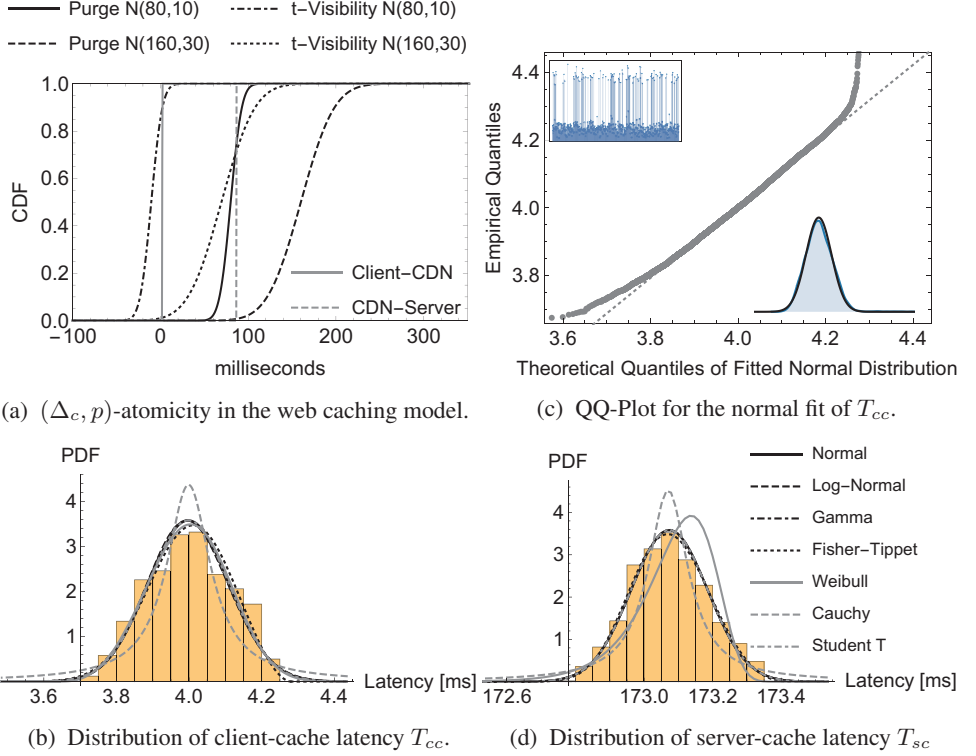 Purge N(80,10)
t−Visibility N(80,10)
Purge N(160,30)
t−Visibility N(160,30)
CDF
1.0
0.8
0.6
0.4
0.2
0.0
Client−CDN
CDN−Server
−100
0
100
200
300
milliseconds
(a) (Δc, p)-atomicity in the web caching model.
Empirical Quantiles
4.4
4.2
4.0
3.8
3.6
3.8
4.0
4.2
4.4
Theoretical Quantiles of Fitted Normal Distribution
(c) QQ-Plot for the normal fit of Tcc.
PDF
4
3
2
1
3.6
3.8
4.0
4.2
4.4
Latency [ms]
(b) Distribution of client-cache latency Tcc.
PDF
4
3
2
1
172.6
173.0
173.2
173.4
Latency [ms]
Normal
Log−Normal
Gamma
Fisher−Tippet
Weibull
Cauchy
Student T
(d) Distribution of server-cache latency Tsc